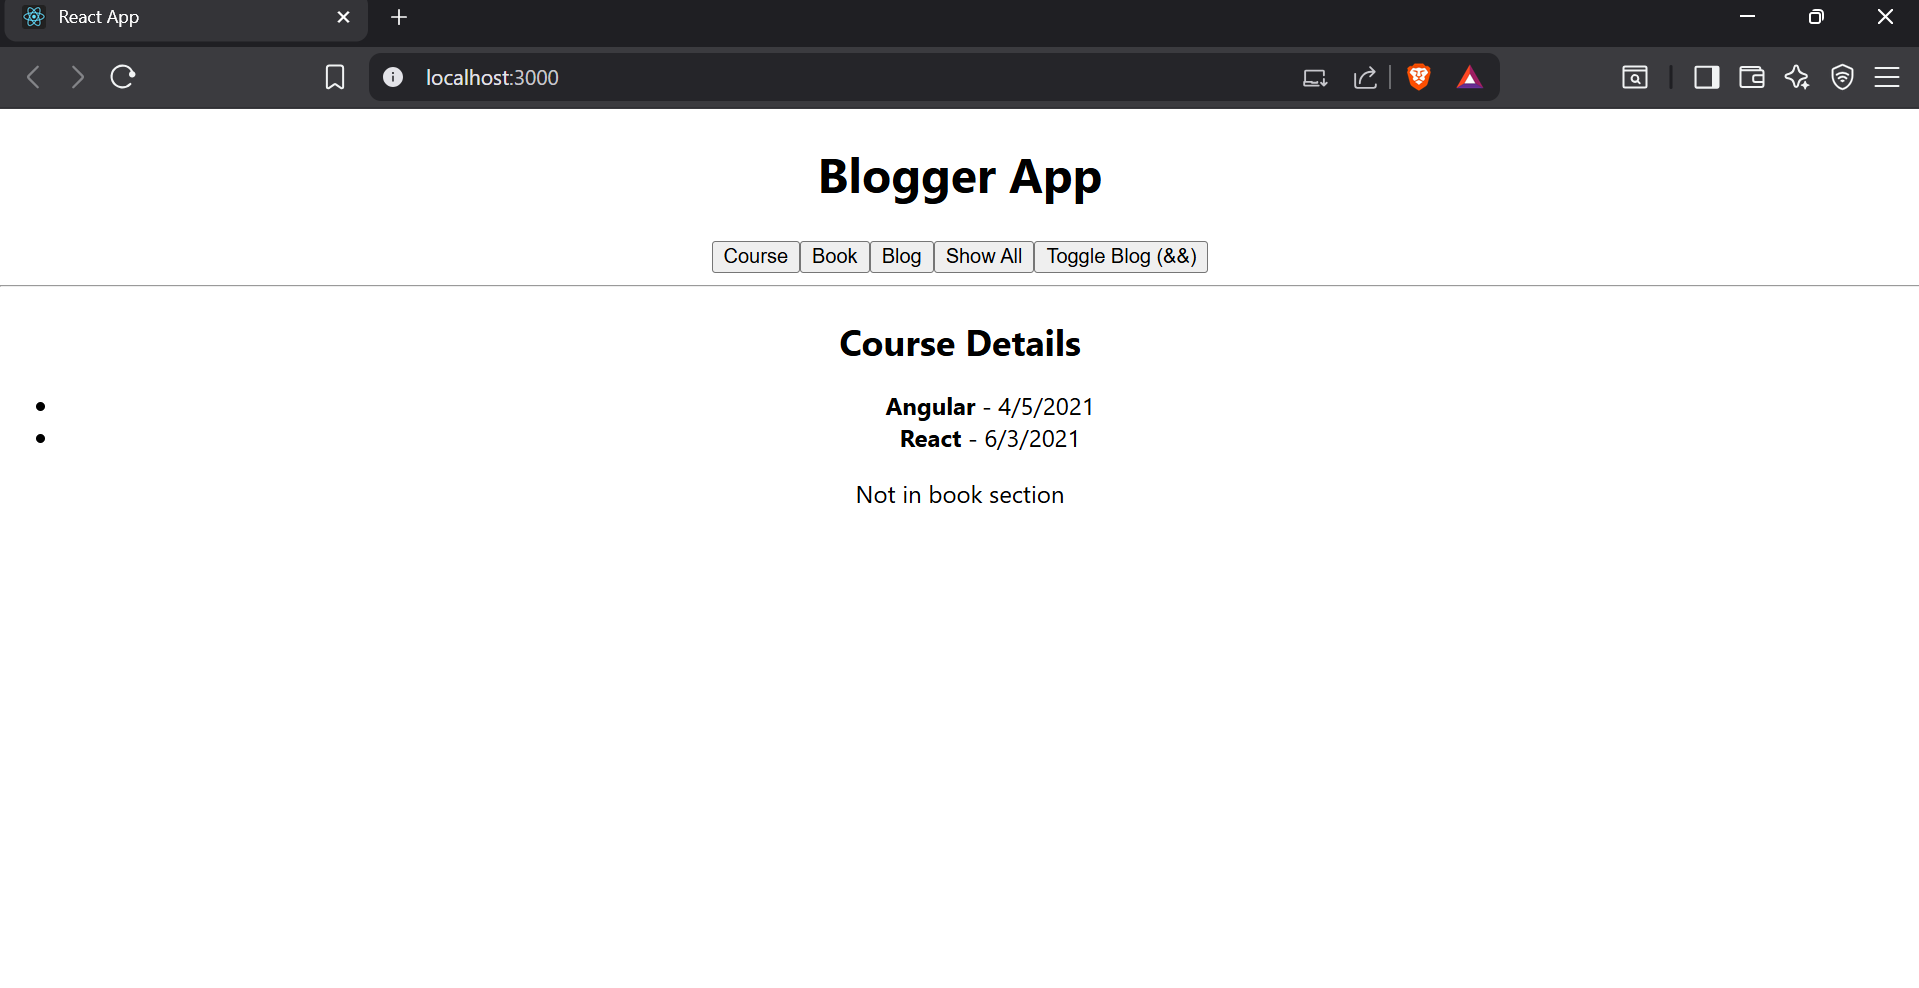 React App
localhost:3000
Blogger App
Course Book Blog Show All Toggle Blog (&&)
Course Details
Angular - 4/5/2021
React - 6/3/2021
Not in book section